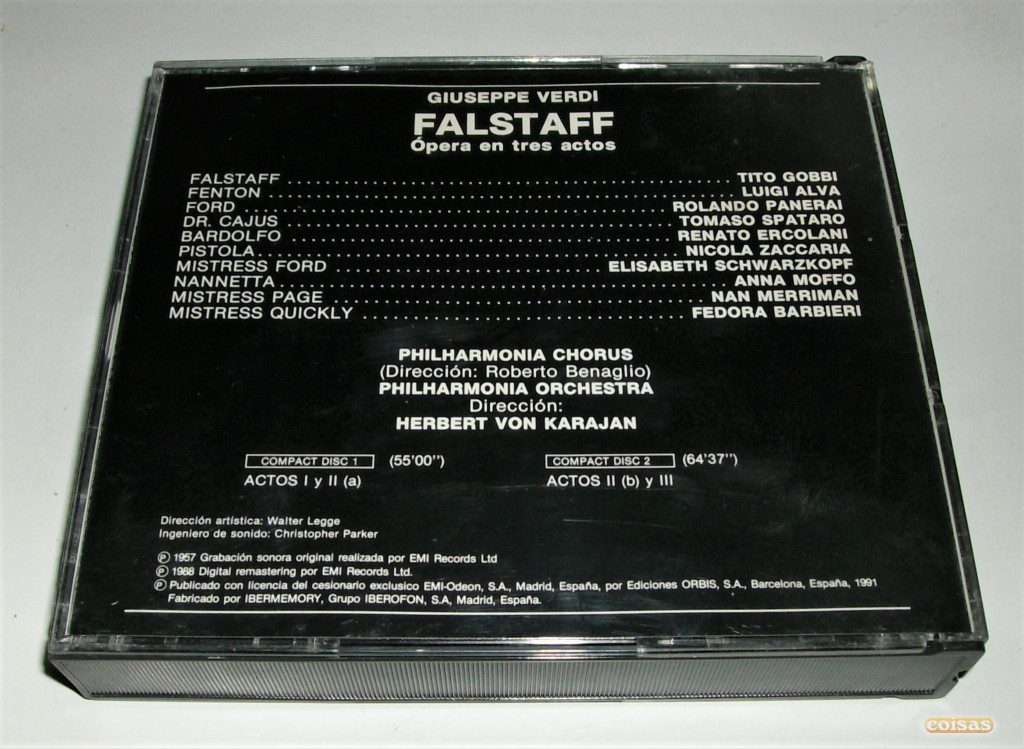 GIUSEPPE VERDI
FALSTAFF
Ópera en tres actos
FALSTAFF ........ TITO GOBBI
FENTON ........ LUIGI ALVA
FORD ........ ROLANDO PANERAI
DR. CAJUS ........ TOMASO SPATARO
BARDOLFO ........ RENATO ERCOLANI
PISTOLA ........ NICOLA ZACCARIA
MISTRESS FORD ........ ELISABETH SCHWARZKOPF
NANNETTA ........ ANNA MOFFO
MISTRESS PAGE ........ NAN MERRIMAN
MISTRESS QUICKLY ........ FEDORA BARBIERI
PHILHARMONIA CHORUS
(Dirección: Roberto Benaglio)
PHILHARMONIA ORCHESTRA
Dirección:
HERBERT VON KARAJAN
COMPACT DISC 1 (55'00'')
ACTOS I y II (a)
COMPACT DISC 2 (64'37'')
ACTOS II (b) y III
Dirección artística: Walter Legge
Ingeniero de sonido: Christopher Parker
℗ 1957 Grabación sonora original realizada por EMI Records Ltd
℗ 1988 Digital remastering por EMI Records Ltd.
℗ Publicado con licencia del cesionario exclusico EMI-Odeon, S.A., Madrid, España, por Ediciones ORBIS, S.A., Barcelona, España, 1991
Fabricado por IBERMEMORY, Grupo IBEROFON, S.A, Madrid, España.
coisas